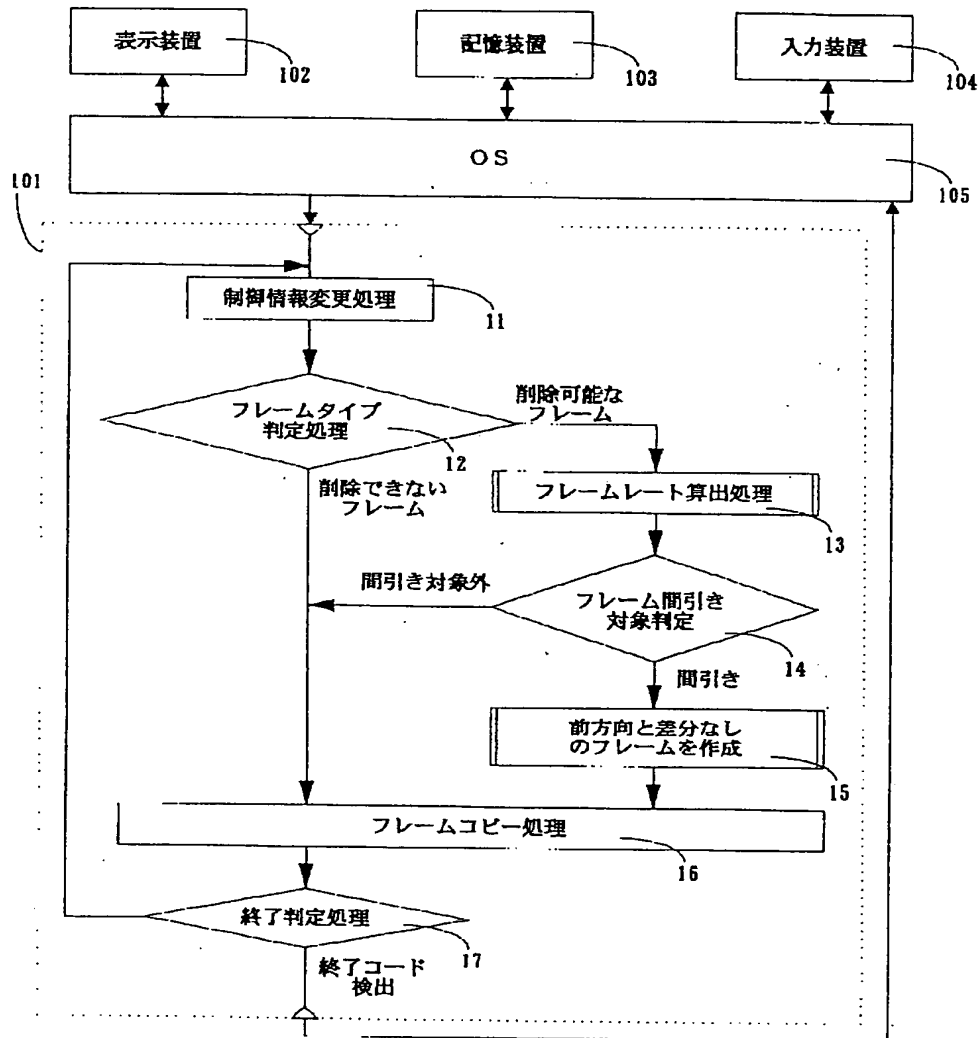 表示装置
102
記憶装置
103
入力装置
104
OS
105
101
制御情報変更処理
11
フレームタイプ
判定処理
12
削除可能な
フレーム
削除できない
フレーム
フレームレート算出処理
13
間引き対象外
フレーム間引き
対象判定
14
間引き
前方向と差分なし
のフレームを作成
15
フレームコピー処理
16
終了判定処理
17
終了コード
検出